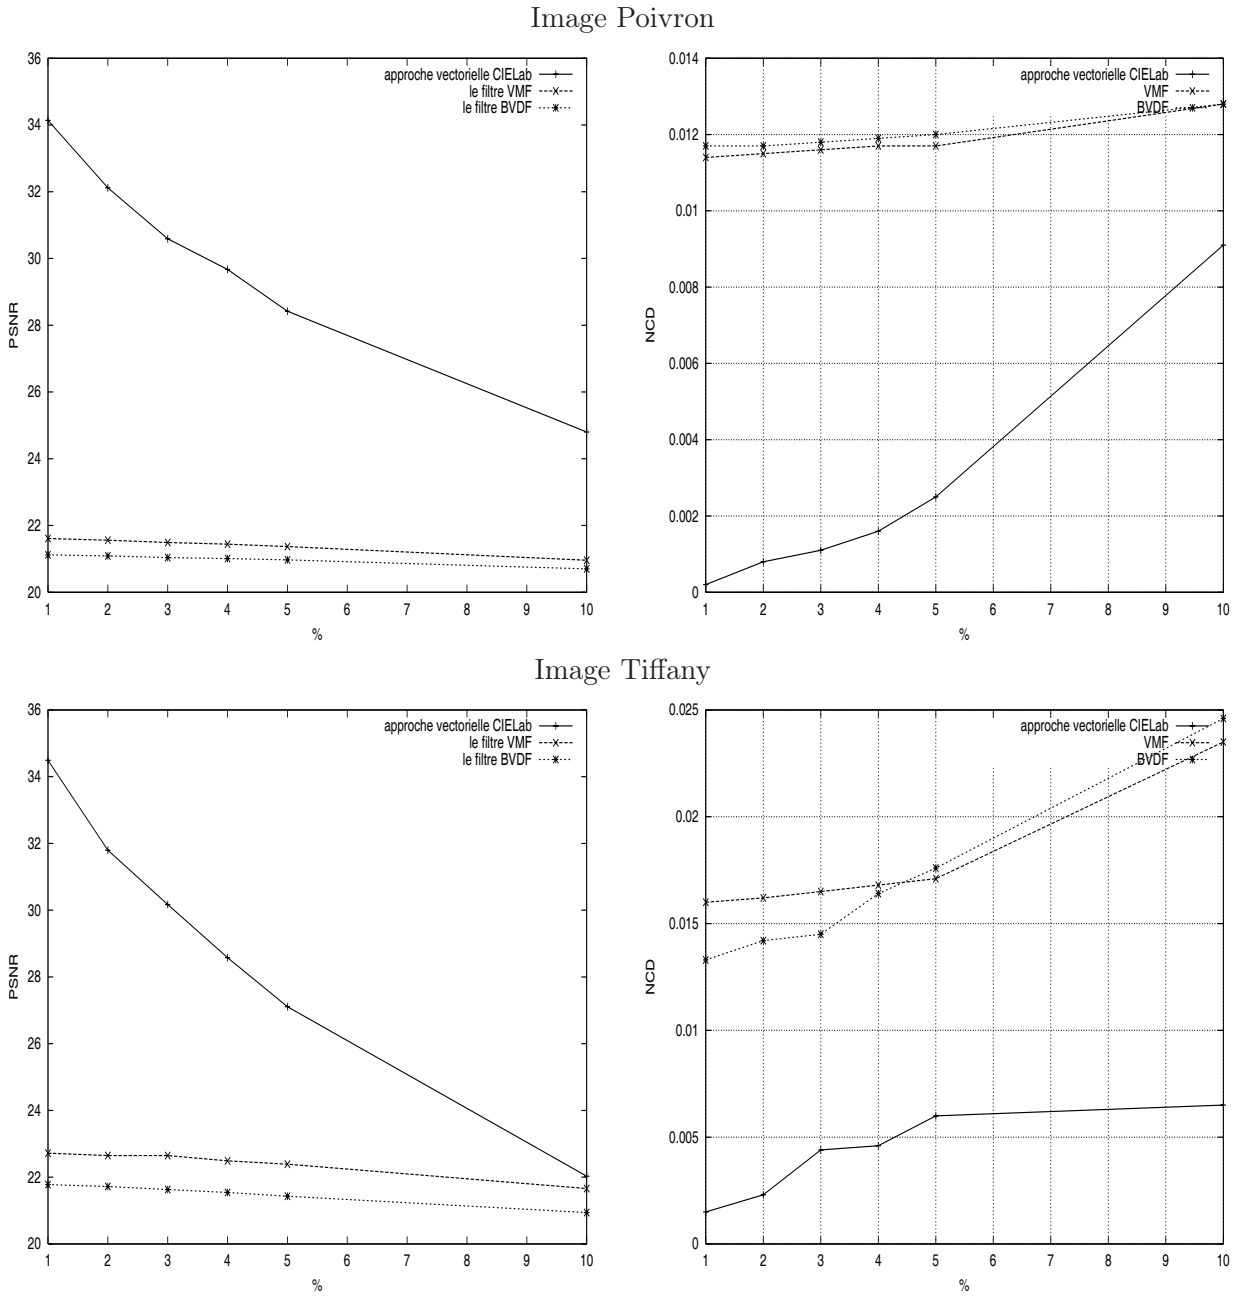 Image Poivron
36
34
32
30
28
26
24
22
20
PSNR
1 2 3 4 5 6 7 8 9 10
%
approche vectorielle CIELab
le filtre VMF
le filtre BVDF
0.014
0.012
0.01
0.008
0.006
0.004
0.002
0
NCD
1 2 3 4 5 6 7 8 9 10
%
approche vectorielle CIELab
VMF
BVDF
Image Tiffany
36
34
32
30
28
26
24
22
20
PSNR
1 2 3 4 5 6 7 8 9 10
%
approche vectorielle CIELab
le filtre VMF
le filtre BVDF
0.025
0.02
0.015
0.01
0.005
0
NCD
1 2 3 4 5 6 7 8 9 10
%
approche vectorielle CIELab
VMF
BVDF